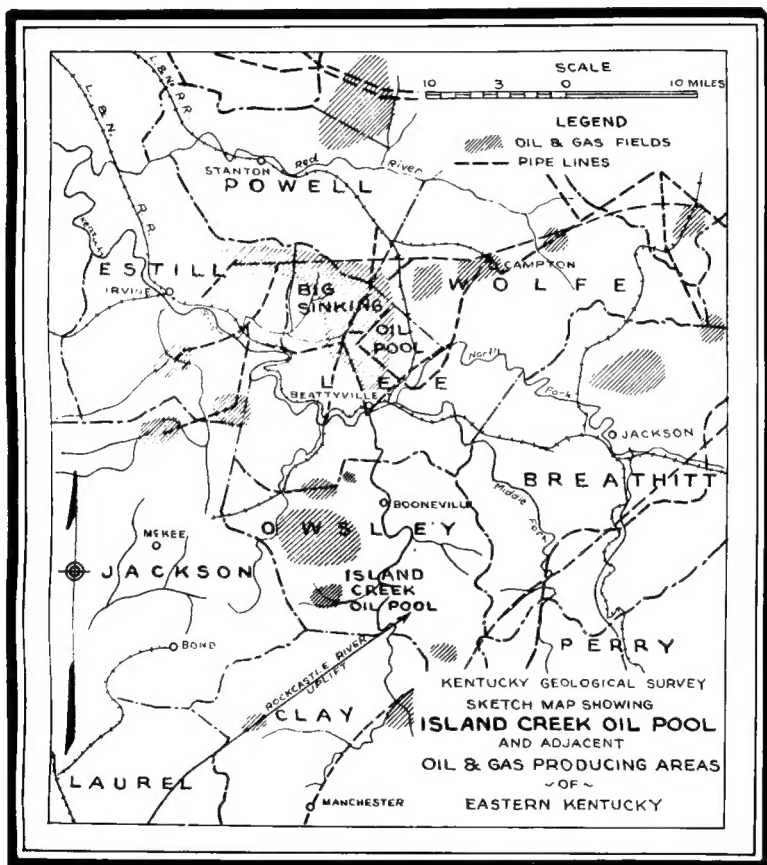 SCALE
10 3 0 10 MILES
LEGEND
OIL & GAS FIELDS
PIPE LINES
L. & N.
R. R.
L. & N. R. R.
STANTON
Red River
POWELL
ESTILL
IRVINE
BIG
SINKING
OIL
POOL
CAMPTON
WOLFE
LEE
BEATTYVILLE
North Fork
JACKSON
BREATHITT
Middle Fork
BOONEVILLE
OWSLEY
McKEE
JACKSON
ISLAND
CREEK
OIL POOL
BOND
ROCKCASTLE RIVER
UPLIFT
CLAY
PERRY
LAUREL
MANCHESTER
KENTUCKY GEOLOGICAL SURVEY
SKETCH MAP SHOWING
ISLAND CREEK OIL POOL
AND ADJACENT
OIL & GAS PRODUCING AREAS
~OF~
EASTERN KENTUCKY